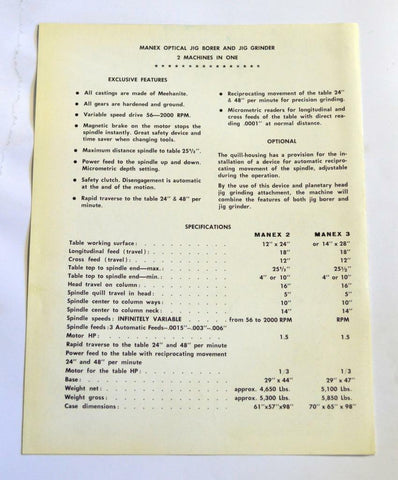 MANEX OPTICAL JIG BORER AND JIG GRINDER
2 MACHINES IN ONE
EXCLUSIVE FEATURES
• All castings are made of Meehanite.
• All gears are hardened and ground.
• Variable speed drive 56—2000 RPM.
• Magnetic brake on the motor stops the
spindle instantly. Great safety device and
time saver when changing tools.
• Maximum distance spindle to table 25½".
• Power feed to the spindle up and down.
Micrometric depth setting.
• Safety clutch. Disengagement is automatic
at the end of the motion.
• Rapid traverse to the table 24" & 48" per
minute.
• Reciprocating movement of the table 24"
& 48" per minute for precision grinding.
• Micrometric readers for longitudinal and
cross feeds of the table with direct rea-
ding .0001" at normal distance.
OPTIONAL
The quill-housing has a provision for the in-
stallation of a device for automatic recipro-
cating movement of the spindle, adjustable
during the operation.
By the use of this device and planetary head
jig grinding attachment, the machine will
combine the features of both jig borer and
jig grinder.
SPECIFICATIONS
MANEX 2 MANEX 3
Table working surface: 12" x 24" or 14" x 28"
Longitudinal feed (travel): 18" 18"
Cross feed (travel): 12" 12"
Table top to spindle end—max.: 25½" 25½"
Table top to spindle end—min.: 4" or 10" 4" or 10"
Head travel on column: 16" 16"
Spindle quill travel in head: 5" 5"
Spindle center to column ways: 10" 10"
Spindle center to column neck: 14" 14"
Spindle speeds: INFINITELY VARIABLE from 56 to 2000 RPM RPM
Spindle feeds: 3 Automatic Feeds–.0015"–.003"–.006"
Motor HP: 1.5 1.5
Rapid traverse to the table 24" and 48" per minute
Power feed to the table with reciprocating movement
24" and 48" per minute
Motor for the table HP: 1/3 1/3
Base: 29" x 44" 29" x 47"
Weight net: approx. 4,650 Lbs. 5,100 Lbs.
Weight gross: approx. 5,300 Lbs. 5,850 Lbs.
Case dimensions: 61"x57"x98" 70" x 65" x 98"